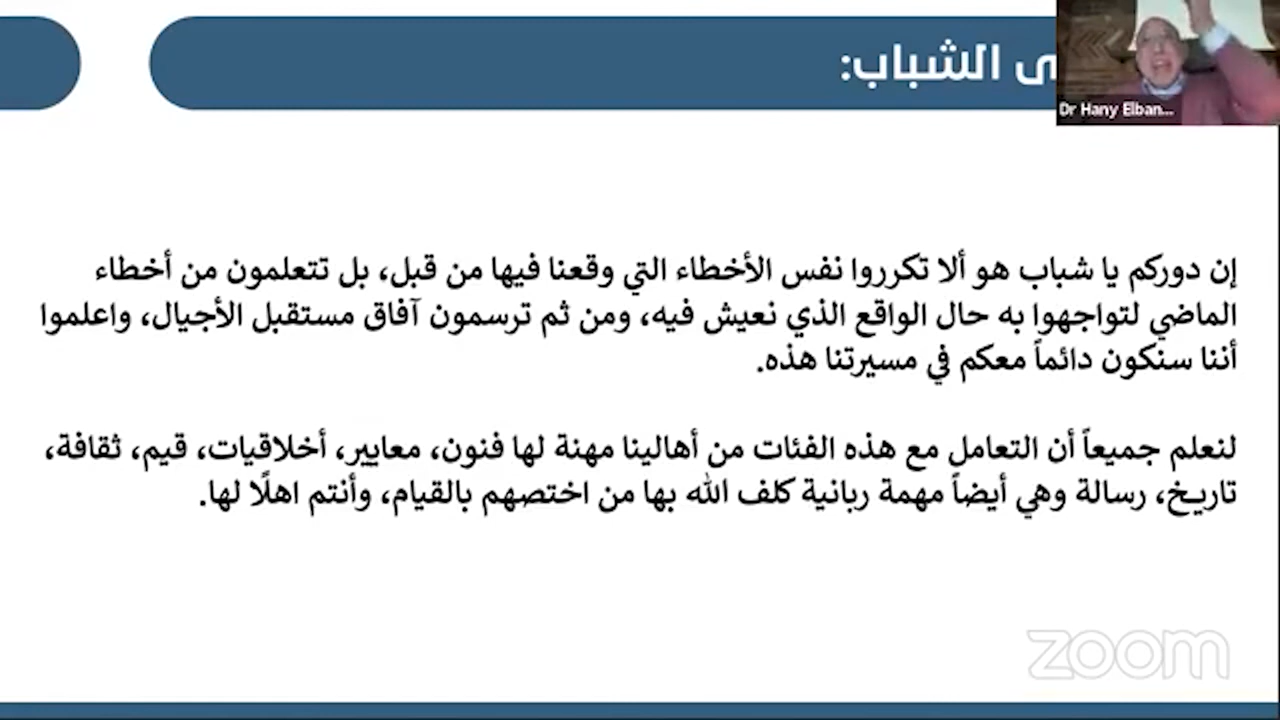 ى الشباب:
Dr Hany Elban...
إن دوركم يا شباب هو ألا تكرروا نفس الأخطاء التي وقعنا فيها من قبل، بل تتعلمون من أخطاء
الماضي لتواجهوا به حال الواقع الذي نعيش فيه، ومن ثم ترسمون آفاق مستقبل الأجيال، واعلموا
أننا سنكون دائماً معكم في مسيرتنا هذه.
لنعلم جميعاً أن التعامل مع هذه الفئات من أهالينا مهنة لها فنون، معايير، أخلاقيات، قيم، ثقافة،
تاريخ، رسالة وهي أيضاً مهمة ربانية كلف الله بها من اختصهم بالقيام، وأنتم اهلًا لها.
zoom